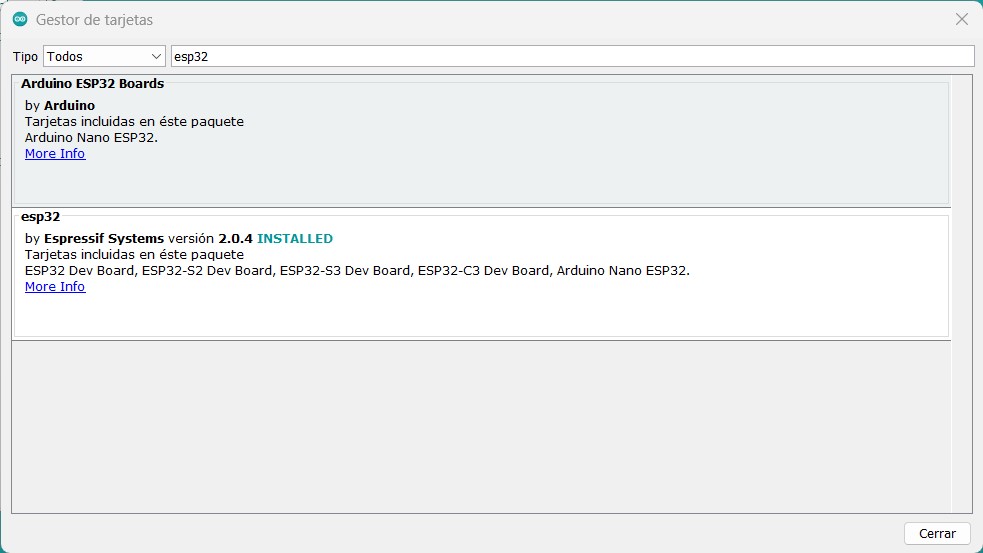 Gestor de tarjetas
Tipo Todos esp32
Arduino ESP32 Boards
by Arduino
Tarjetas incluidas en éste paquete
Arduino Nano ESP32.
More Info
esp32
by Espressif Systems versión 2.0.4 INSTALLED
Tarjetas incluidas en éste paquete
ESP32 Dev Board, ESP32-S2 Dev Board, ESP32-S3 Dev Board, ESP32-C3 Dev Board, Arduino Nano ESP32.
More Info
Cerrar